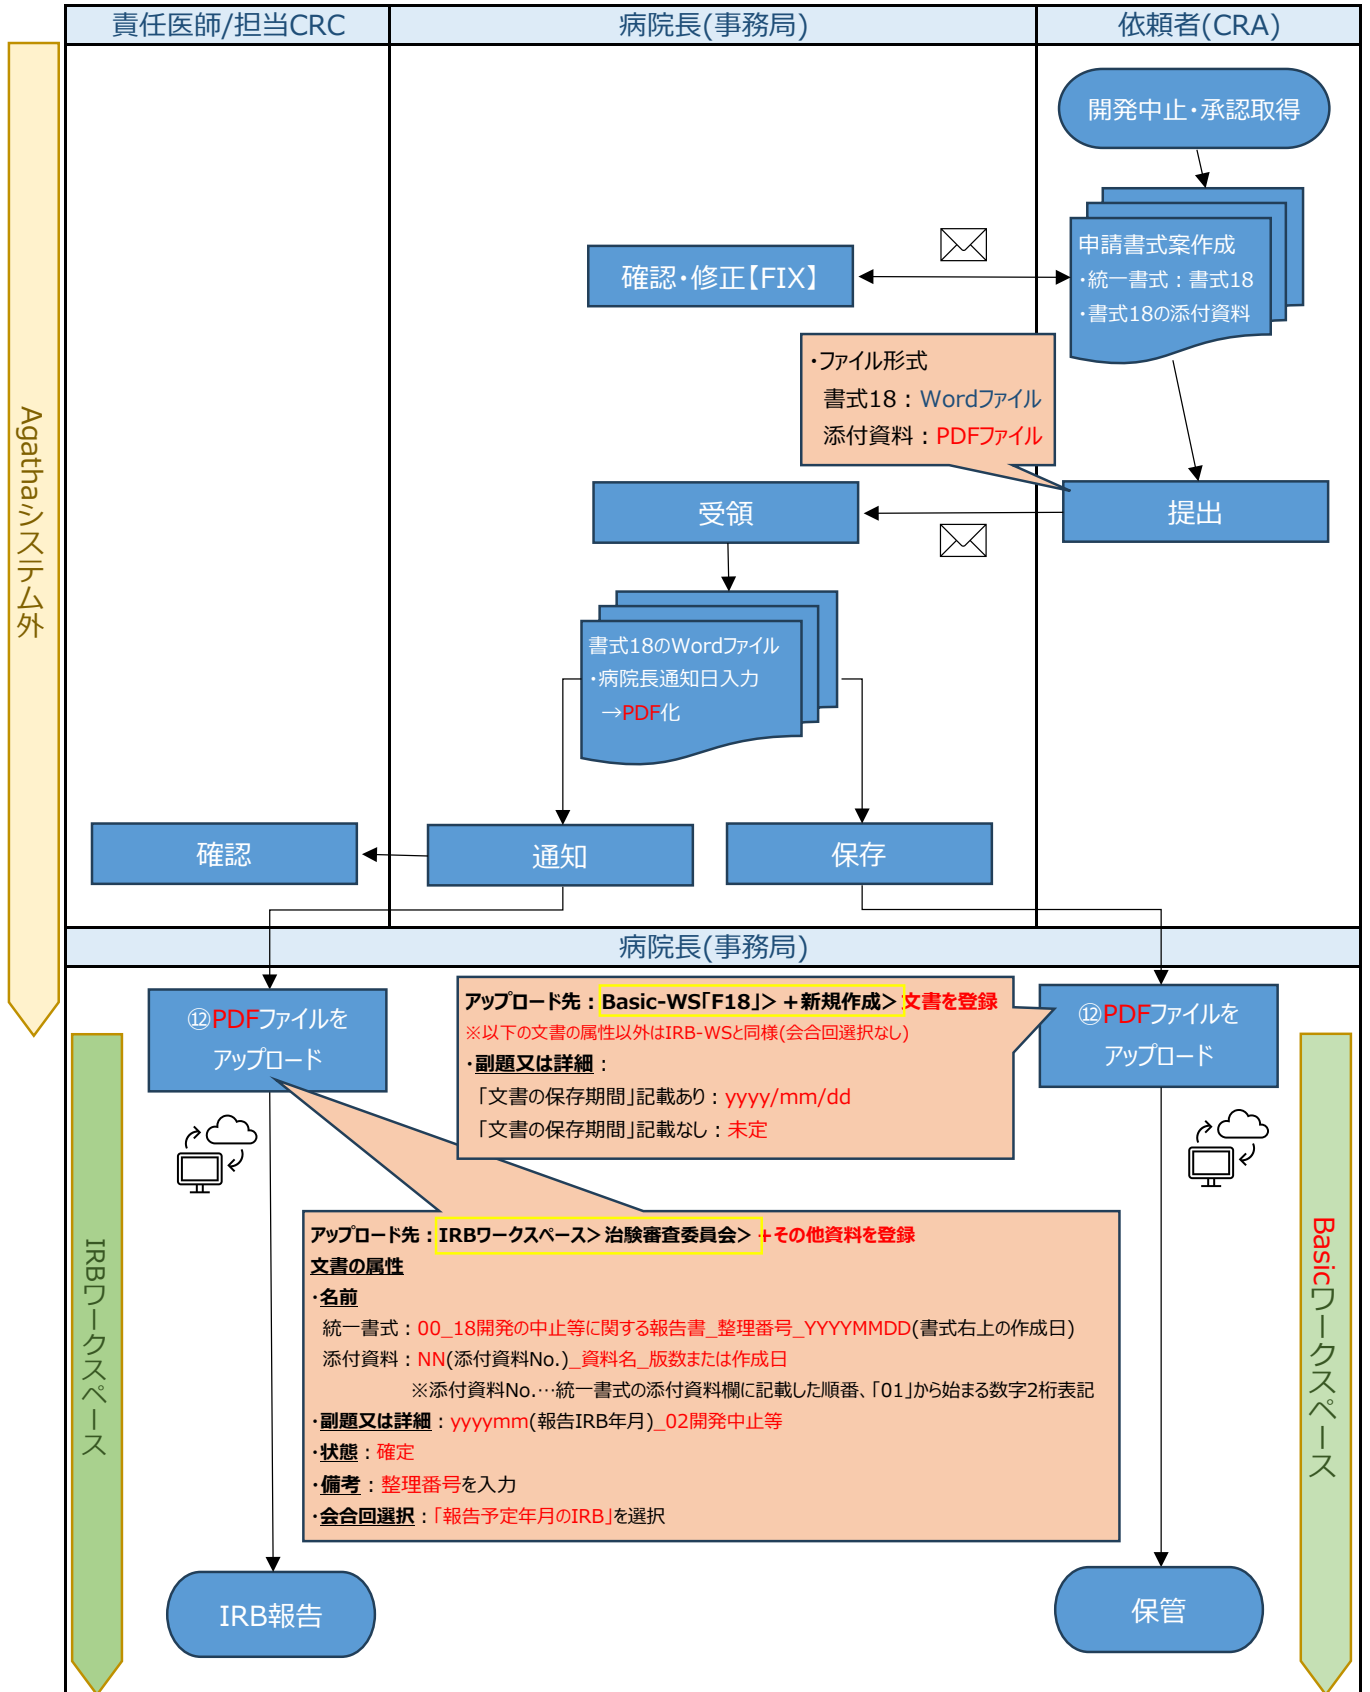 責任医師/担当CRC
病院長(事務局)
依頼者(CRA)
開発中止・承認取得
申請書式案作成
・統一書式：書式18
・書式18の添付資料
確認・修正【FIX】
・ファイル形式
書式18：Wordファイル
添付資料：PDFファイル
受領
提出
書式18のWordファイル
・病院長通知日入力
→PDF化
確認
通知
保存
Agathaシステム外
病院長(事務局)
⑫PDFファイルを
アップロード
アップロード先：Basic-WS「F18」＞＋新規作成＞文書を登録
※以下の文書の属性以外はIRB-WSと同様(会合回選択なし)
・副題又は詳細：
「文書の保存期間」記載あり：yyyy/mm/dd
「文書の保存期間」記載なし：未定
⑫PDFファイルを
アップロード
アップロード先：IRBワークスペース＞治験審査委員会＞＋その他資料を登録
文書の属性
・名前
統一書式：00_18開発の中止等に関する報告書_整理番号_YYYYMMDD(書式右上の作成日)
添付資料：NN(添付資料No.)_資料名_版数または作成日
※添付資料No.…統一書式の添付資料欄に記載した順番、「01」から始まる数字2桁表記
・副題又は詳細：yyyymm(報告IRB年月)_02開発中止等
・状態：確定
・備考：整理番号を入力
・会合回選択：「報告予定年月のIRB」を選択
IRBワークスペース
Basicワークスペース
IRB報告
保管